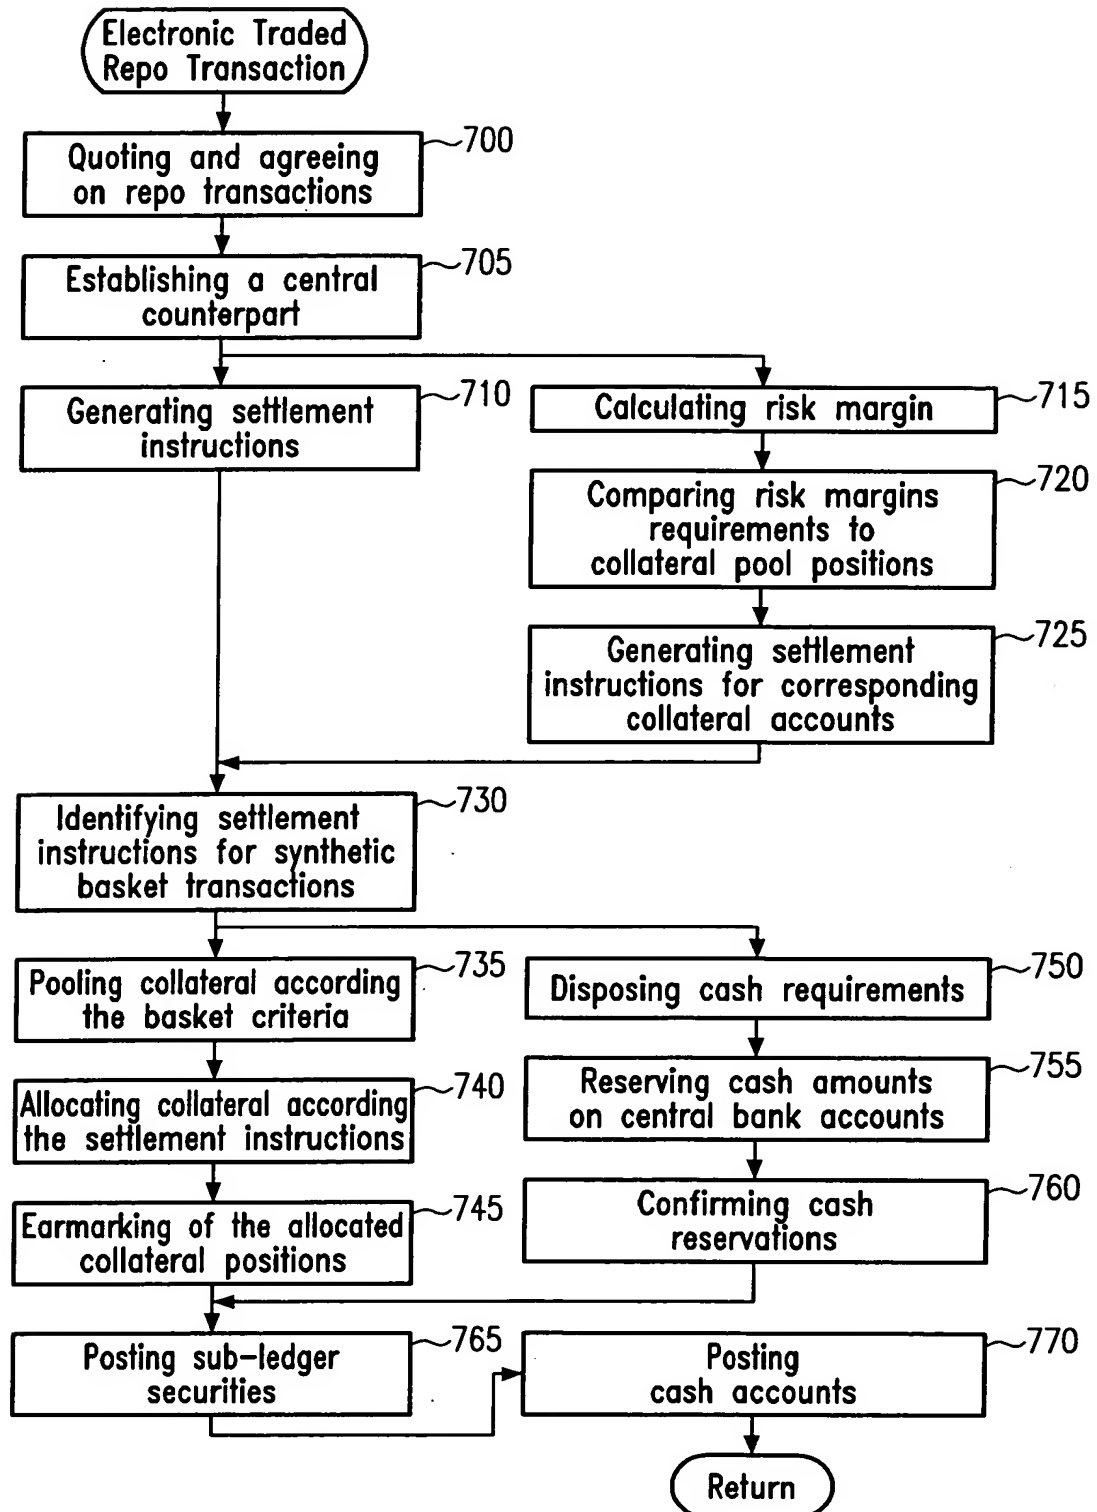 Electronic Traded
Repo Transaction
700
Quoting and agreeing
on repo transactions
705
Establishing a central
counterpart
710
Generating settlement
instructions
715
Calculating risk margin
720
Comparing risk margins
requirements to
collateral pool positions
725
Generating settlement
instructions for corresponding
collateral accounts
730
Identifying settlement
instructions for synthetic
basket transactions
735
Pooling collateral according
the basket criteria
740
Allocating collateral according
the settlement instructions
745
Earmarking of the allocated
collateral positions
750
Disposing cash requirements
755
Reserving cash amounts
on central bank accounts
760
Confirming cash
reservations
765
Posting sub-ledger
securities
770
Posting
cash accounts
Return